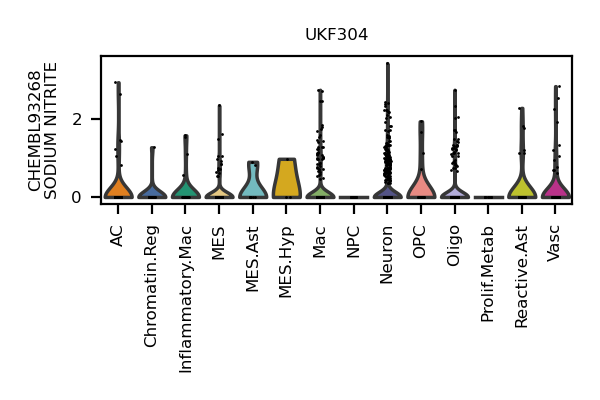 UKF304
CHEMBL93268
SODIUM NITRITE
2
0
AC
Chromatin.Reg
Inflammatory.Mac
MES
MES.Ast
MES.Hyp
Mac
NPC
Neuron
OPC
Oligo
Prolif.Metab
Reactive.Ast
Vasc